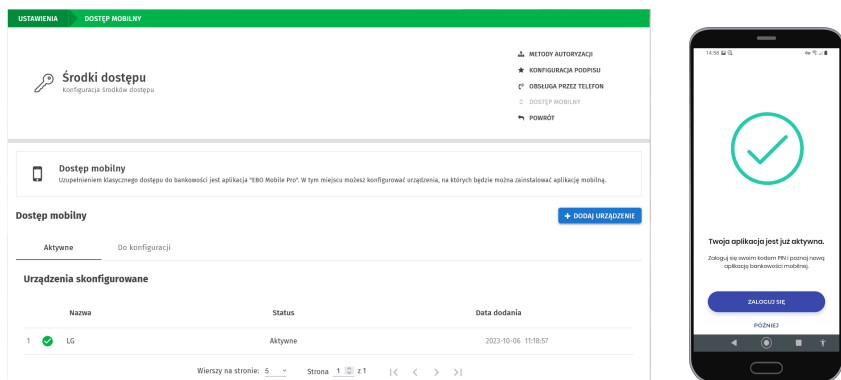 USTAWIENIA DOSTĘP MOBILNY
Środki dostępu
Konfiguracja środków dostępu
METODY AUTORYZACJI
KONFIGURACJA PODPISU
OBSŁUGA PRZEZ TELEFON
DOSTĘP MOBILNY
POWRÓT
Dostęp mobilny
Uzupełnieniem klasycznego dostępu do bankowości jest aplikacja "EBO Mobile Pro". W tym miejscu możesz konfigurować urządzenia, na których będzie można zainstalować aplikację mobilną.
Dostęp mobilny
+ DODAJ URZĄDZENIE
Aktywne Do konfiguracji
Urządzenia skonfigurowane
Nazwa Status Data dodania
1 LG Aktywne 2023-10-06 11:18:57
Wierszy na stronie: 5 Strona 1 z 1 |< < > >|
14:58
Twoja aplikacja jest już aktywna.
Zaloguj się swoim kodem PIN i poznaj nową
aplikację bankowości mobilnej.
ZALOGUJ SIĘ
PÓŹNIEJ